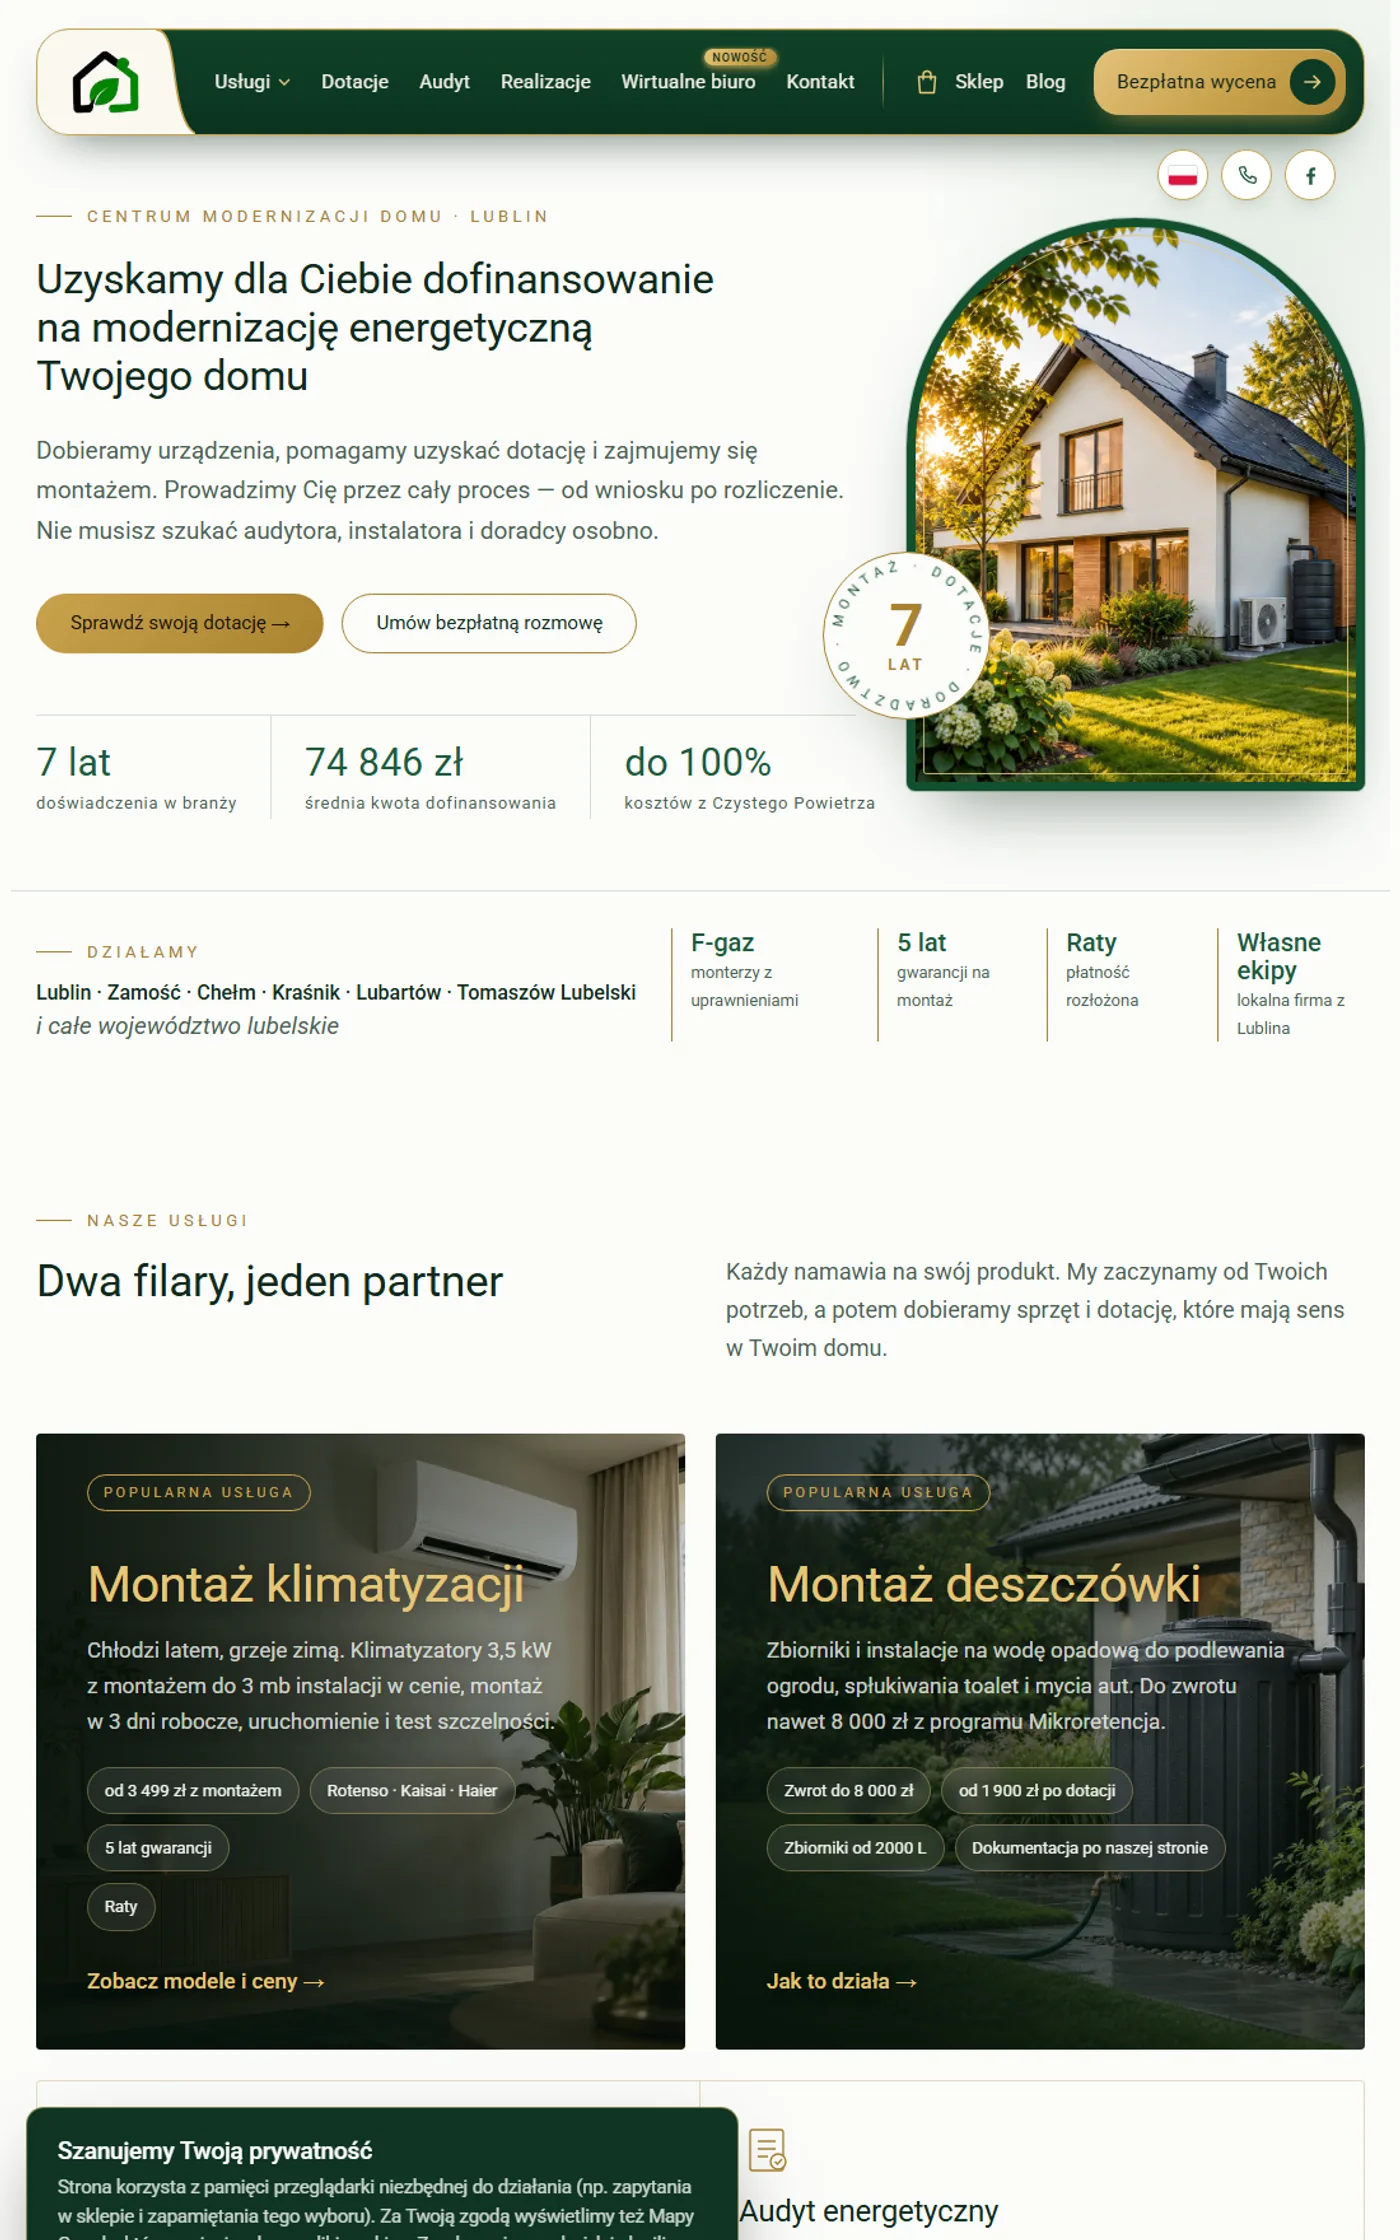 Usługi
Dotacje
Audyt
Realizacje
NOWOŚĆ
Wirtualne biuro
Kontakt
Sklep
Blog
Bezpłatna wycena
CENTRUM MODERNIZACJI DOMU · LUBLIN
Uzyskamy dla Ciebie dofinansowanie
na modernizację energetyczną
Twojego domu
Dobieramy urządzenia, pomagamy uzyskać dotację i zajmujemy się
montażem. Prowadzimy Cię przez cały proces — od wniosku po rozliczenie.
Nie musisz szukać audytora, instalatora i doradcy osobno.
Sprawdź swoją dotację →
Umów bezpłatną rozmowę
MONTAŻ · DOTACJE · DORADZTWO ·
7
LAT
7 lat
doświadczenia w branży
74 846 zł
średnia kwota dofinansowania
do 100%
kosztów z Czystego Powietrza
DZIAŁAMY
Lublin · Zamość · Chełm · Kraśnik · Lubartów · Tomaszów Lubelski
i całe województwo lubelskie
F-gaz
monterzy z
uprawnieniami
5 lat
gwarancji na
montaż
Raty
płatność
rozłożona
Własne
ekipy
lokalna firma z
Lublina
NASZE USŁUGI
Dwa filary, jeden partner
Każdy namawia na swój produkt. My zaczynamy od Twoich
potrzeb, a potem dobieramy sprzęt i dotację, które mają sens
w Twoim domu.
POPULARNA USŁUGA
Montaż klimatyzacji
Chłodzi latem, grzeje zimą. Klimatyzatory 3,5 kW
z montażem do 3 mb instalacji w cenie, montaż
w 3 dni robocze, uruchomienie i test szczelności.
od 3 499 zł z montażem
Rotenso · Kaisai · Haier
5 lat gwarancji
Raty
Zobacz modele i ceny →
POPULARNA USŁUGA
Montaż deszczówki
Zbiorniki i instalacje na wodę opadową do podlewania
ogrodu, spłukiwania toalet i mycia aut. Do zwrotu
nawet 8 000 zł z programu Mikroretencja.
Zwrot do 8 000 zł
od 1 900 zł po dotacji
Zbiorniki od 2000 L
Dokumentacja po naszej stronie
Jak to działa →
Szanujemy Twoją prywatność
Strona korzysta z pamięci przeglądarki niezbędnej do działania (np. zapytania
w sklepie i zapamiętania tego wyboru). Za Twoją zgodą wyświetlimy też Mapy
Audyt energetyczny